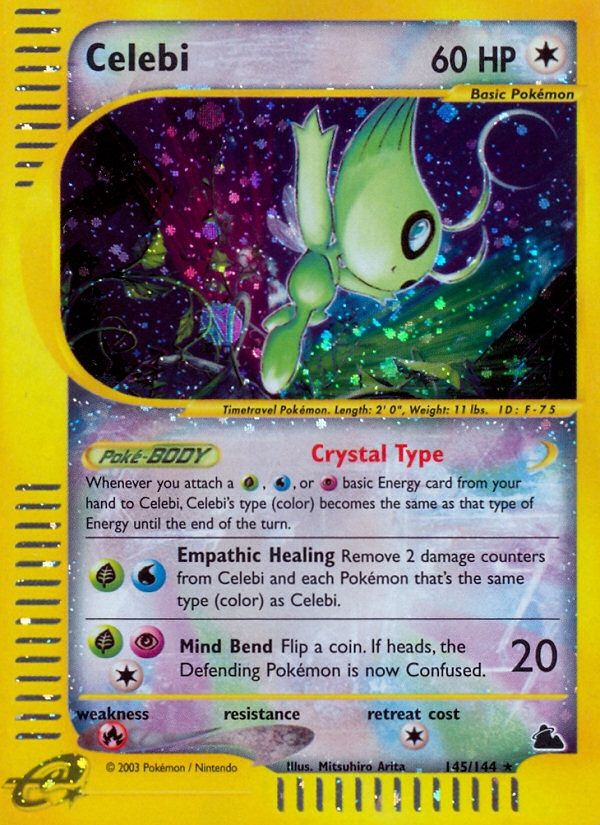 Celebi 60 HP
Basic Pokémon
Timetravel Pokémon. Length: 2' 0", Weight: 11 lbs. ID: F-75
Poké-BODY Crystal Type
Whenever you attach a , , or basic Energy card from your
hand to Celebi, Celebi's type (color) becomes the same as that type of
Energy until the end of the turn.
Empathic Healing Remove 2 damage counters
from Celebi and each Pokémon that's the same
type (color) as Celebi.
Mind Bend Flip a coin. If heads, the
Defending Pokémon is now Confused. 20
weakness resistance retreat cost
© 2003 Pokémon / Nintendo Illus. Mitsuhiro Arita 145/144 ★
e